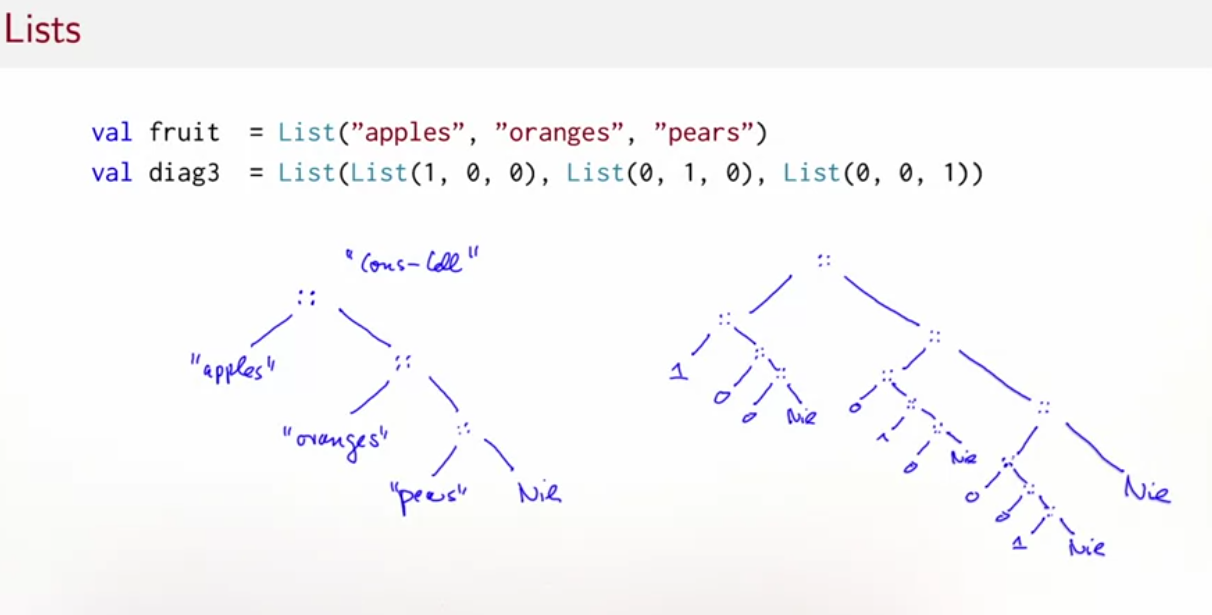 Lists
val fruit = List("apples", "oranges", "pears")
val diag3 = List(List(1, 0, 0), List(0, 1, 0), List(0, 0, 1))
"Cons-Cell"
::
"apples"
::
"oranges"
::
"pears" Nil
::
:: ::
1 :: :: ::
0 :: 0 :: :: Nil
0 Nil 1 :: 0 ::
0 Nil 0 ::
1 Nil